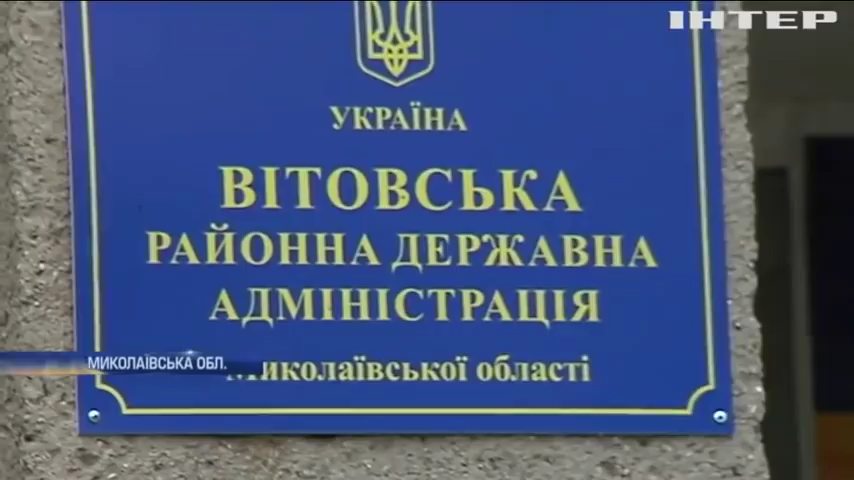 ІНТЕР
УКРАЇНА
ВІТОВСЬКА
РАЙОННА ДЕРЖАВНА
АДМІНІСТРАЦІЯ
Миколаївської області
МИКОЛАЇВСЬКА ОБЛ.